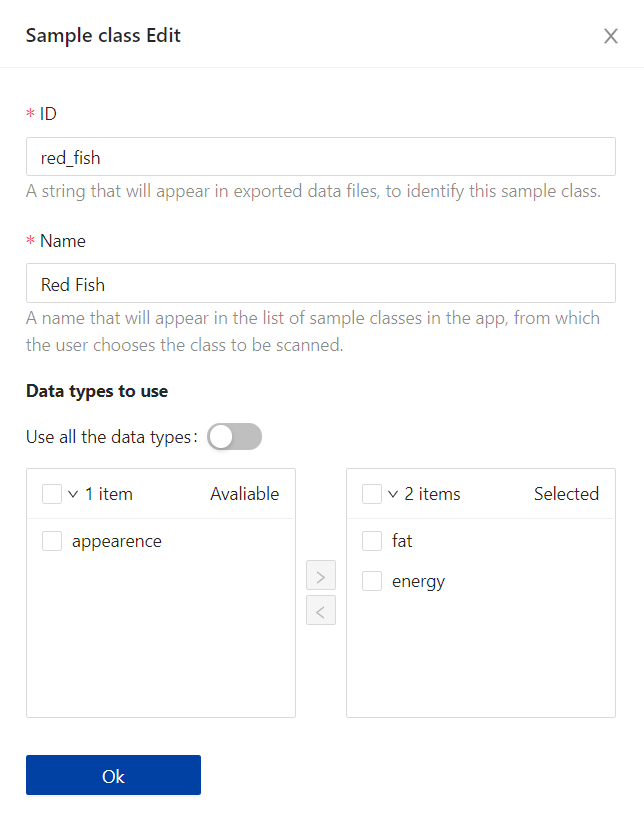 Sample class Edit
* ID
red_fish
A string that will appear in exported data files, to identify this sample class.
* Name
Red Fish
A name that will appear in the list of sample classes in the app, from which
the user chooses the class to be scanned.
Data types to use
Use all the data types:
1 item Avaliable
appearence
2 items Selected
fat
energy
Ok